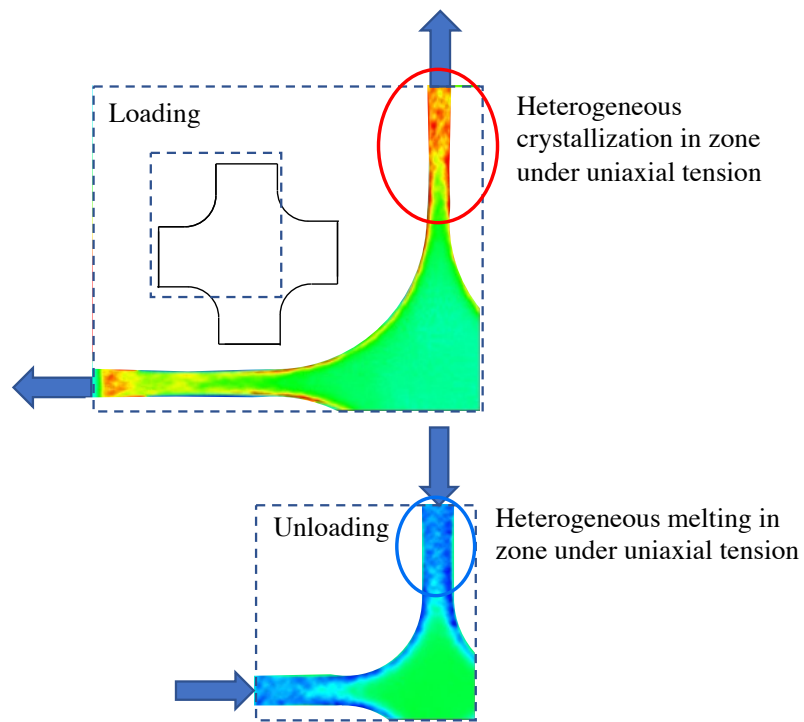 Loading
Heterogeneous
crystallization in zone
under uniaxial tension
Unloading
Heterogeneous melting in
zone under uniaxial tension